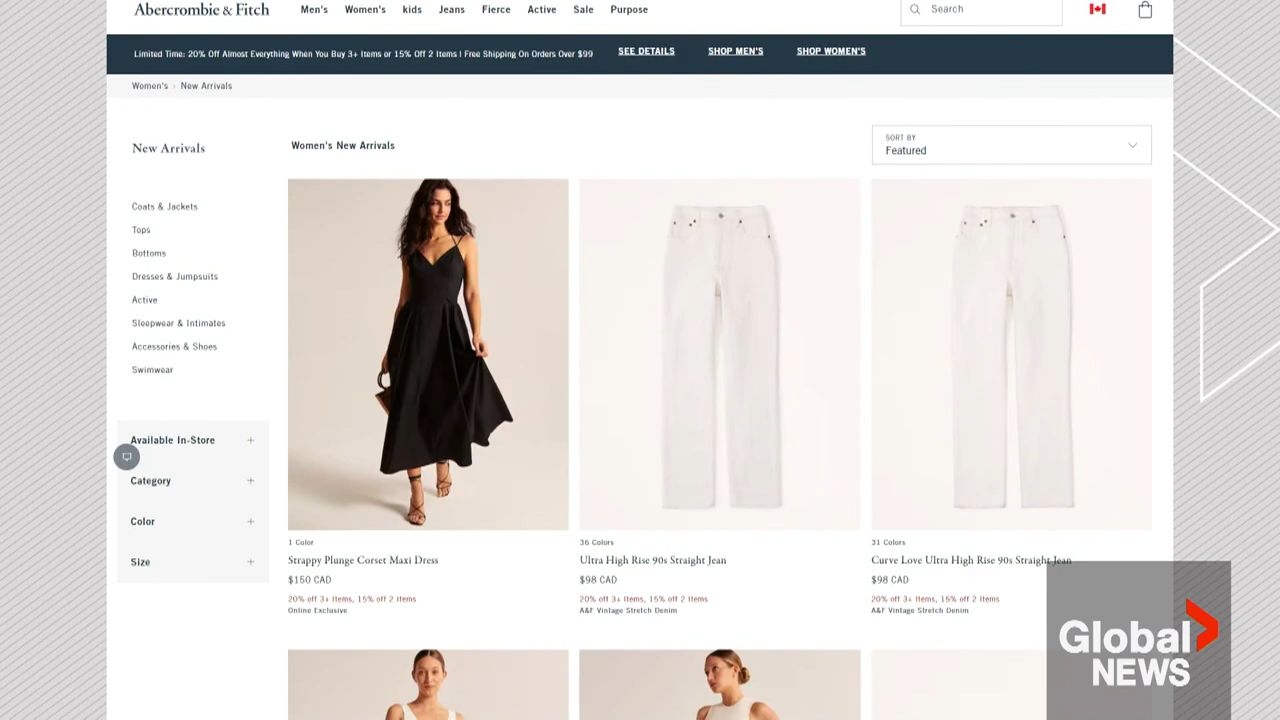 Abercrombie & Fitch
Men's Women's kids Jeans Fierce Active Sale Purpose
Search
Limited Time: 20% Off Almost Everything When You Buy 3+ Items or 15% Off 2 Items | Free Shipping On Orders Over $99
SEE DETAILS SHOP MEN'S SHOP WOMEN'S
Women's › New Arrivals
New Arrivals
Coats & Jackets
Tops
Bottoms
Dresses & Jumpsuits
Active
Sleepwear & Intimates
Accessories & Shoes
Swimwear
Available In-Store +
Category +
Color +
Size +
Women's New Arrivals
SORT BY
Featured
1 Color
Strappy Plunge Corset Maxi Dress
$150 CAD
20% off 3+ Items, 15% off 2 Items
Online Exclusive
36 Colors
Ultra High Rise 90s Straight Jean
$98 CAD
20% off 3+ Items, 15% off 2 Items
A&F Vintage Stretch Denim
31 Colors
Curve Love Ultra High Rise 90s Straight Jean
$98 CAD
20% off 3+ Items, 15% off 2 Items
A&F Vintage Stretch Denim
Global
NEWS